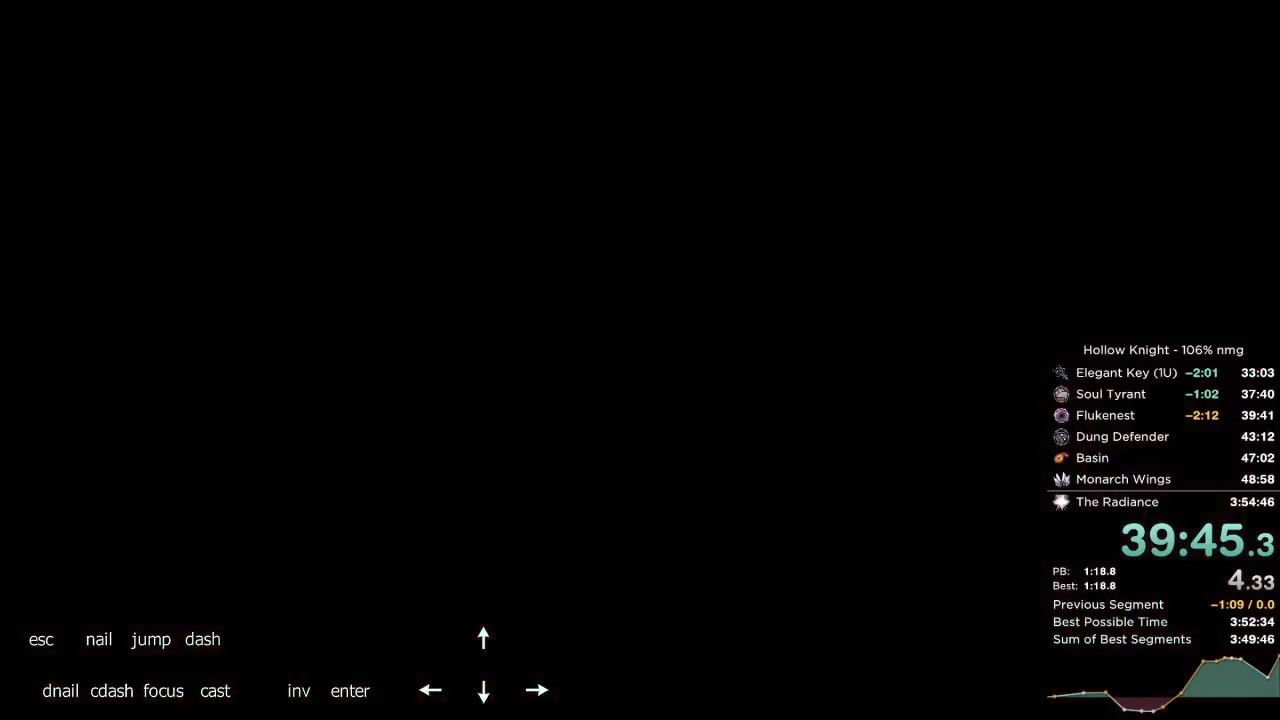 Hollow Knight - 106% nmg
Elegant Key (1U) −2:01 33:03
Soul Tyrant −1:02 37:40
Flukenest −2:12 39:41
Dung Defender 43:12
Basin 47:02
Monarch Wings 48:58
The Radiance 3:54:46
39:45.3
PB: 1:18.8
4.33
Best: 1:18.8
Previous Segment −1:09 / 0.0
Best Possible Time 3:52:34
Sum of Best Segments 3:49:46
esc nail jump dash ↑
dnail cdash focus cast inv enter ← ↓ →